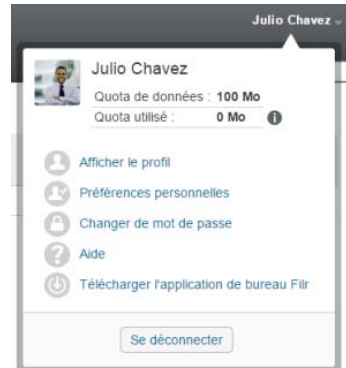 Julio Chavez
Julio Chavez
Quota de données : 100 Mo
Quota utilisé : 0 Mo
Afficher le profil
Préférences personnelles
Changer de mot de passe
Aide
Télécharger l'application de bureau Filr
Se déconnecter